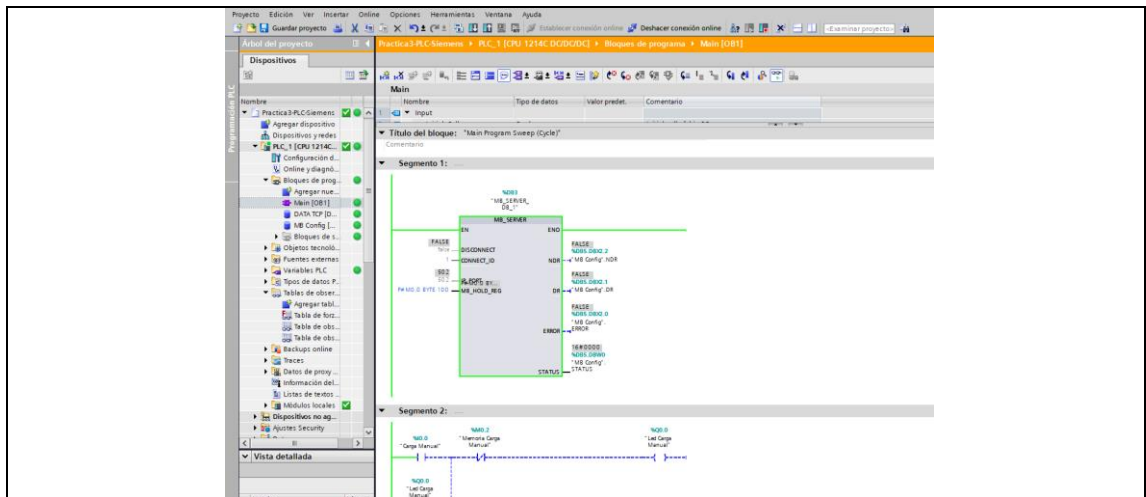 Proyecto Edición Ver Insertar Online Opciones Herramientas Ventana Ayuda
Guardar proyecto Establecer conexión online Deshacer conexión online <Examinar proyecto>
Árbol del proyecto
Practica3-PLC-Siemens PLC_1 [CPU 1214C DC/DC/DC] Bloques de programa Main [OB1]
Dispositivos
Programación PLC
Nombre
Practica3-PLC-Siemens
Agregar dispositivo
Dispositivos y redes
PLC_1 [CPU 1214C...
Configuración d...
Online y diagnó...
Bloques de prog...
Agregar nue...
Main [OB1]
DATA TCP [D...
MB Config [...
Bloques de s...
Objetos tecnoló...
Fuentes externas
Variables PLC
Tipos de datos P...
Tablas de obser...
Agregar tabl...
Tabla de forz...
Tabla de obs...
Tabla de obs...
Backups online
Traces
Datos de proxy ...
Información del...
Listas de textos ...
Módulos locales
Dispositivos no ag...
Ajustes Security
Vista detallada
Main
Nombre Tipo de datos Valor predet. Comentario
1 Input
Título del bloque: "Main Program Sweep (Cycle)"
Comentario
Segmento 1: ....
%DB3
"MB_SERVER_
DB_1"
MB_SERVER
EN ENO
FALSE
false DISCONNECT
1 CONNECT_ID
502
502 IP_PORT
P#M5.0 BYTE 100 MB_HOLD_REG
FALSE
%DB5.DBX2.2
NDR "MB Config".NDR
FALSE
%DB5.DBX2.1
DR "MB Config".DR
FALSE
%DB5.DBX2.0
"MB Config".
ERROR ERROR
16#0000
%DB5.DBW0
"MB Config".
STATUS STATUS
Segmento 2: ....
%I0.0 %M0.2 %Q0.0
"Carga Manual" "Memoria Carga Manual" "Led Carga Manual"
%Q0.0
"Led Carga
Manual"